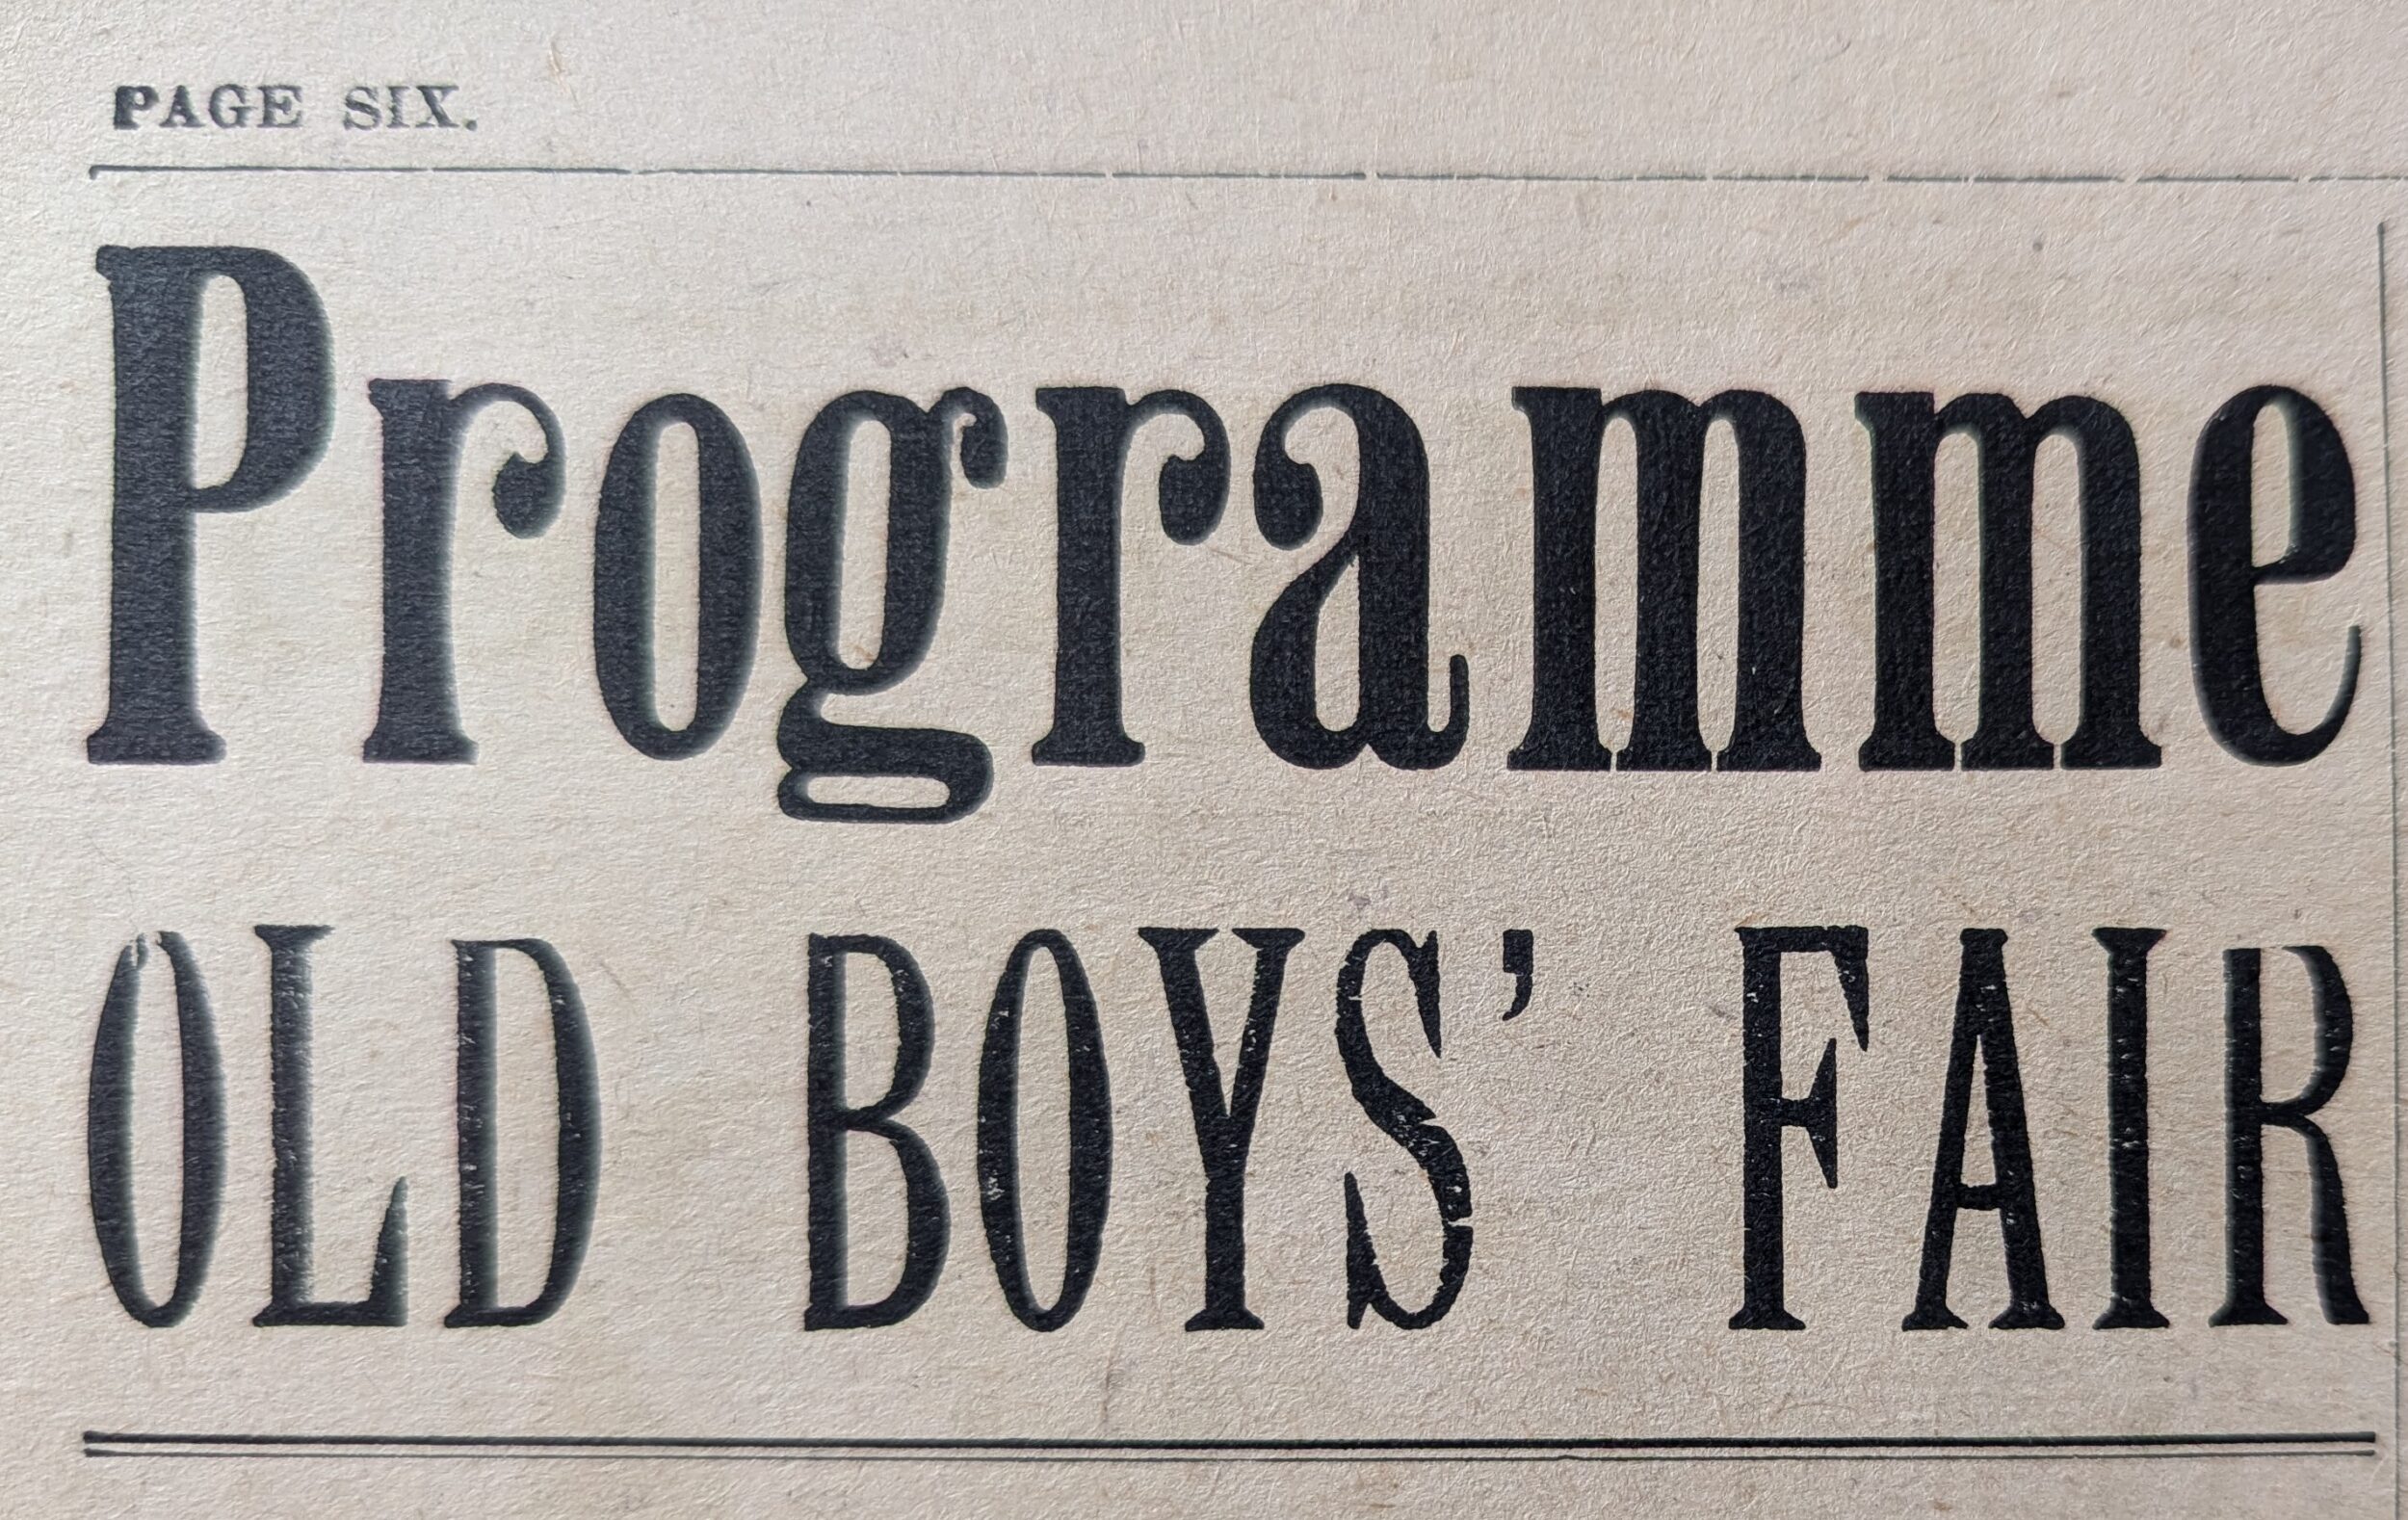 PAGE SIX.
Programme
OLD BOYS' FAIR